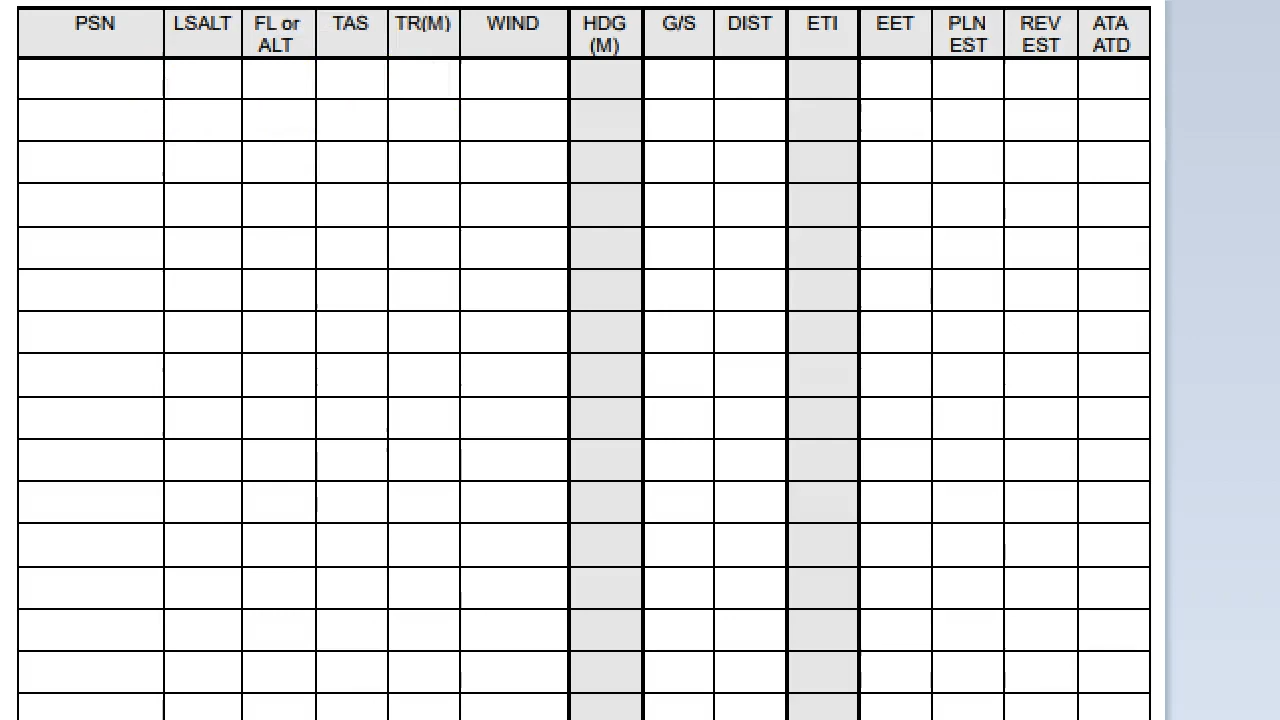 PSN LSALT FL or ALT TAS TR(M) WIND HDG (M) G/S DIST ETI EET PLN EST REV EST ATA ATD